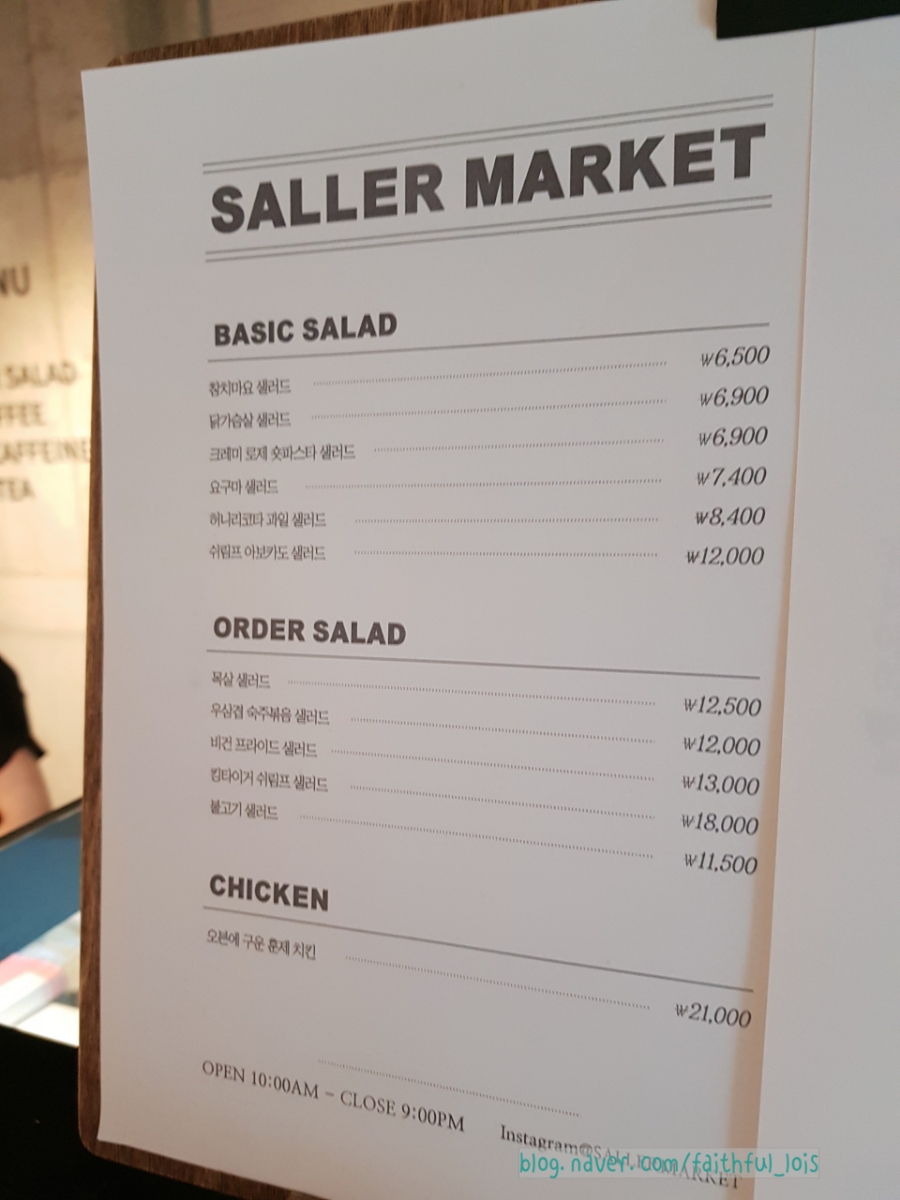 SALLER MARKET
BASIC SALAD
참치마요 샐러드 ₩6,500
닭가슴살 샐러드 ₩6,900
크레미 로제 숏파스타 샐러드 ₩6,900
요구마 샐러드 ₩7,400
허니리코타 과일 샐러드 ₩8,400
쉬림프 아보카도 샐러드 ₩12,000
ORDER SALAD
목살 샐러드 ₩12,500
우삼겹 숙주볶음 샐러드 ₩12,000
비건 프라이드 샐러드 ₩13,000
킹타이거 쉬림프 샐러드 ₩18,000
불고기 샐러드 ₩11,500
CHICKEN
오븐에 구운 훈제 치킨 ₩21,000
OPEN 10:00AM - CLOSE 9:00PM
Instagram@SALLER MARKET
blog.naver.com/faithful_lois
NU
SALAD
FFEE
CAFFEINE
TEA